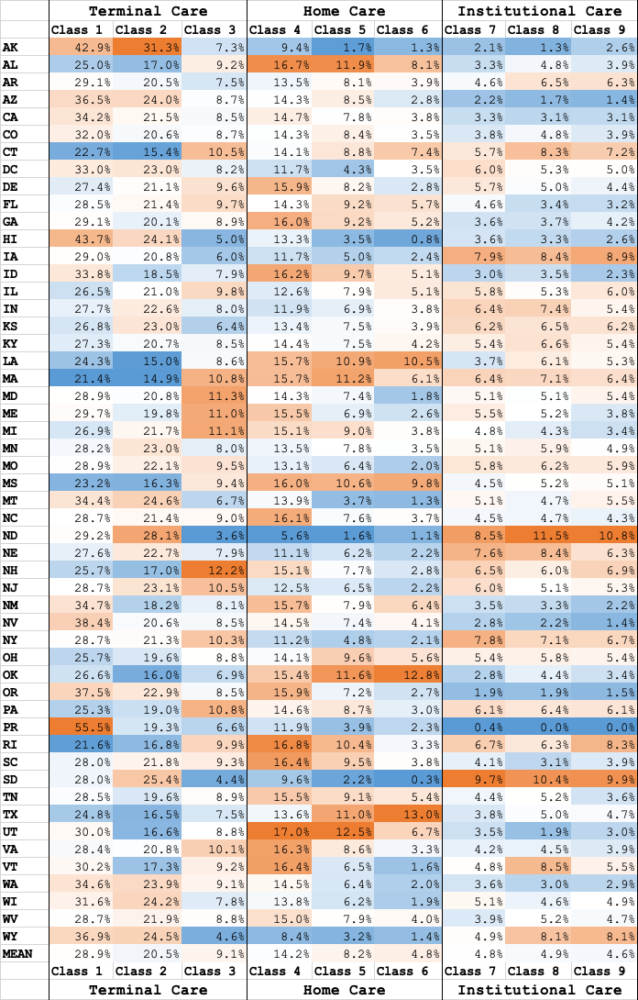 Terminal Care Home Care Institutional Care
Class 1 Class 2 Class 3 Class 4 Class 5 Class 6 Class 7 Class 8 Class 9
AK 42.9% 31.3% 7.3% 9.4% 1.7% 1.3% 2.1% 1.3% 2.6%
AL 25.0% 17.0% 9.2% 16.7% 11.9% 8.1% 3.3% 4.8% 3.9%
AR 29.1% 20.5% 7.5% 13.5% 8.1% 3.9% 4.6% 6.5% 6.3%
AZ 36.5% 24.0% 8.7% 14.3% 8.5% 2.8% 2.2% 1.7% 1.4%
CA 34.2% 21.5% 8.5% 14.7% 7.8% 3.8% 3.3% 3.1% 3.1%
CO 32.0% 20.6% 8.7% 14.3% 8.4% 3.5% 3.8% 4.8% 3.9%
CT 22.7% 15.4% 10.5% 14.1% 8.8% 7.4% 5.7% 8.3% 7.2%
DC 33.0% 23.0% 8.2% 11.7% 4.3% 3.5% 6.0% 5.3% 5.0%
DE 27.4% 21.1% 9.6% 15.9% 8.2% 2.8% 5.7% 5.0% 4.4%
FL 28.5% 21.4% 9.7% 14.3% 9.2% 5.7% 4.6% 3.4% 3.2%
GA 29.1% 20.1% 8.9% 16.0% 9.2% 5.2% 3.6% 3.7% 4.2%
HI 43.7% 24.1% 5.0% 13.3% 3.5% 0.8% 3.6% 3.3% 2.6%
IA 29.0% 20.8% 6.0% 11.7% 5.0% 2.4% 7.9% 8.4% 8.9%
ID 33.8% 18.5% 7.9% 16.2% 9.7% 5.1% 3.0% 3.5% 2.3%
IL 26.5% 21.0% 9.8% 12.6% 7.9% 5.1% 5.8% 5.3% 6.0%
IN 27.7% 22.6% 8.0% 11.9% 6.9% 3.8% 6.4% 7.4% 5.4%
KS 26.8% 23.0% 6.4% 13.4% 7.5% 3.9% 6.2% 6.5% 6.2%
KY 27.3% 20.7% 8.5% 14.4% 7.5% 4.2% 5.4% 6.6% 5.4%
LA 24.3% 15.0% 8.6% 15.7% 10.9% 10.5% 3.7% 6.1% 5.3%
MA 21.4% 14.9% 10.8% 15.7% 11.2% 6.1% 6.4% 7.1% 6.4%
MD 28.9% 20.8% 11.3% 14.3% 7.4% 1.8% 5.1% 5.1% 5.4%
ME 29.7% 19.8% 11.0% 15.5% 6.9% 2.6% 5.5% 5.2% 3.8%
MI 26.9% 21.7% 11.1% 15.1% 9.0% 3.8% 4.8% 4.3% 3.4%
MN 28.2% 23.0% 8.0% 13.5% 7.8% 3.5% 5.1% 5.9% 4.9%
MO 28.9% 22.1% 9.5% 13.1% 6.4% 2.0% 5.8% 6.2% 5.9%
MS 23.2% 16.3% 9.4% 16.0% 10.6% 9.8% 4.5% 5.2% 5.1%
MT 34.4% 24.6% 6.7% 13.9% 3.7% 1.3% 5.1% 4.7% 5.5%
NC 28.7% 21.4% 9.0% 16.1% 7.6% 3.7% 4.5% 4.7% 4.3%
ND 29.2% 28.1% 3.6% 5.6% 1.6% 1.1% 8.5% 11.5% 10.8%
NE 27.6% 22.7% 7.9% 11.1% 6.2% 2.2% 7.6% 8.4% 6.3%
NH 25.7% 17.0% 12.2% 15.1% 7.7% 2.8% 6.5% 6.0% 6.9%
NJ 28.7% 23.1% 10.5% 12.5% 6.5% 2.2% 6.0% 5.1% 5.3%
NM 34.7% 18.2% 8.1% 15.7% 7.9% 6.4% 3.5% 3.3% 2.2%
NV 38.4% 20.6% 8.5% 14.5% 7.4% 4.1% 2.8% 2.2% 1.4%
NY 28.7% 21.3% 10.3% 11.2% 4.8% 2.1% 7.8% 7.1% 6.7%
OH 25.7% 19.6% 8.8% 14.1% 9.6% 5.6% 5.4% 5.8% 5.4%
OK 26.6% 16.0% 6.9% 15.4% 11.6% 12.8% 2.8% 4.4% 3.4%
OR 37.5% 22.9% 8.5% 15.9% 7.2% 2.7% 1.9% 1.9% 1.5%
PA 25.3% 19.0% 10.8% 14.6% 8.7% 3.0% 6.1% 6.4% 6.1%
PR 55.5% 19.3% 6.6% 11.9% 3.9% 2.3% 0.4% 0.0% 0.0%
RI 21.6% 16.8% 9.9% 16.8% 10.4% 3.3% 6.7% 6.3% 8.3%
SC 28.0% 21.8% 9.3% 16.4% 9.5% 3.8% 4.1% 3.1% 3.9%
SD 28.0% 25.4% 4.4% 9.6% 2.2% 0.3% 9.7% 10.4% 9.9%
TN 28.5% 19.6% 8.9% 15.5% 9.1% 5.4% 4.4% 5.2% 3.6%
TX 24.8% 16.5% 7.5% 13.6% 11.0% 13.0% 3.8% 5.0% 4.7%
UT 30.0% 16.6% 8.8% 17.0% 12.5% 6.7% 3.5% 1.9% 3.0%
VA 28.4% 20.8% 10.1% 16.3% 8.6% 3.3% 4.2% 4.5% 3.9%
VT 30.2% 17.3% 9.2% 16.4% 6.5% 1.6% 4.8% 8.5% 5.5%
WA 34.6% 23.9% 9.1% 14.5% 6.4% 2.0% 3.6% 3.0% 2.9%
WI 31.6% 24.2% 7.8% 13.8% 6.2% 1.9% 5.1% 4.6% 4.9%
WV 28.7% 21.9% 8.8% 15.0% 7.9% 4.0% 3.9% 5.2% 4.7%
WY 36.9% 24.5% 4.6% 8.4% 3.2% 1.4% 4.9% 8.1% 8.1%
MEAN 28.9% 20.5% 9.1% 14.2% 8.2% 4.8% 4.8% 4.9% 4.6%
Class 1 Class 2 Class 3 Class 4 Class 5 Class 6 Class 7 Class 8 Class 9
Terminal Care Home Care Institutional Care